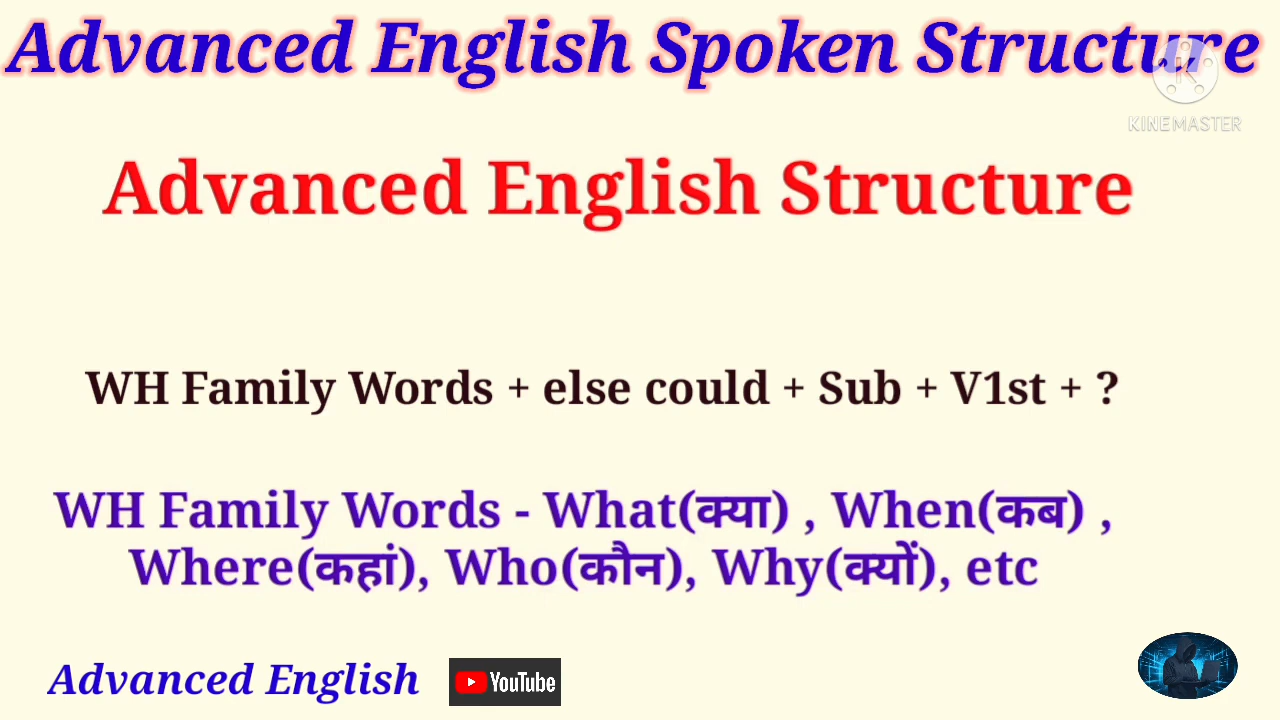 Advanced English Spoken Structure
KINEMASTER
Advanced English Structure
WH Family Words + else could + Sub + V1st + ?
WH Family Words - What(क्या) , When(कब) ,
Where(कहां), Who(कौन), Why(क्यों), etc
Advanced English
YouTube